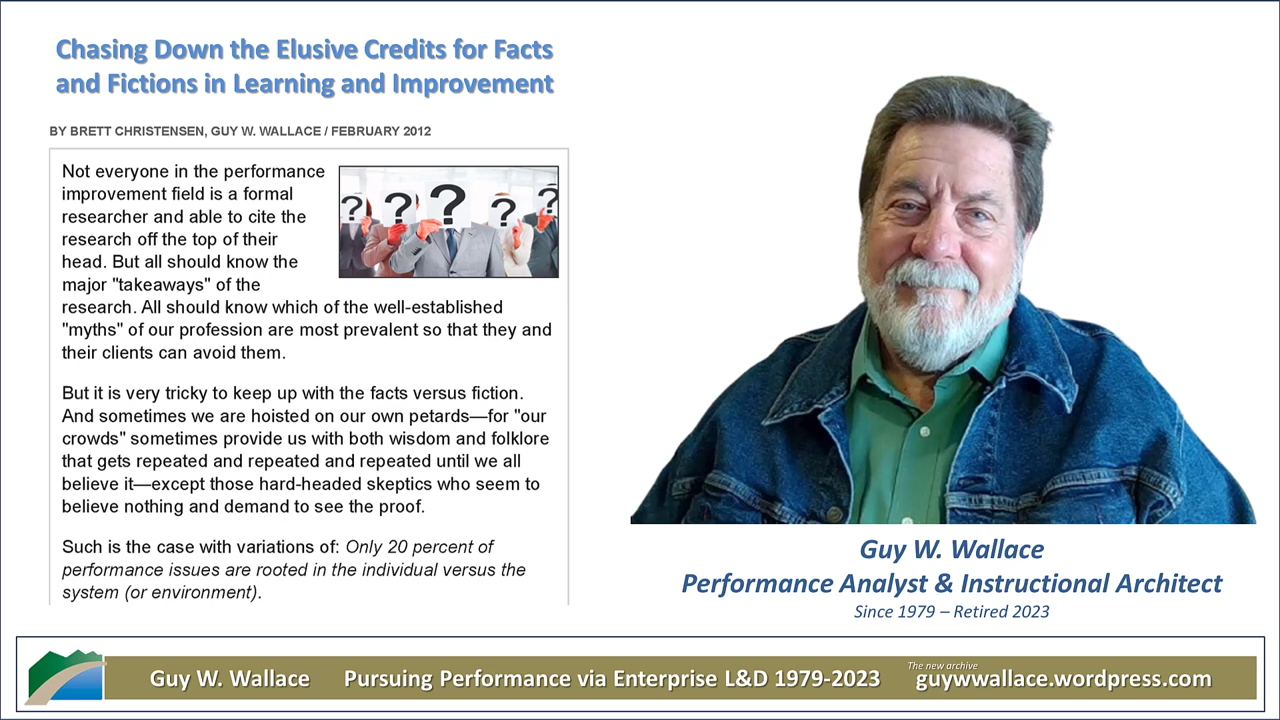 Chasing Down the Elusive Credits for Facts
and Fictions in Learning and Improvement
BY BRETT CHRISTENSEN, GUY W. WALLACE / FEBRUARY 2012
Not everyone in the performance
improvement field is a formal
researcher and able to cite the
research off the top of their
head. But all should know the
major "takeaways" of the
research. All should know which of the well-established
"myths" of our profession are most prevalent so that they and
their clients can avoid them.
But it is very tricky to keep up with the facts versus fiction.
And sometimes we are hoisted on our own petards—for "our
crowds" sometimes provide us with both wisdom and folklore
that gets repeated and repeated and repeated until we all
believe it—except those hard-headed skeptics who seem to
believe nothing and demand to see the proof.
Such is the case with variations of: Only 20 percent of
performance issues are rooted in the individual versus the
system (or environment).
? ? ? ? ?
Guy W. Wallace
Performance Analyst & Instructional Architect
Since 1979 – Retired 2023
Guy W. Wallace
Pursuing Performance via Enterprise L&D 1979-2023
The new archive
guywwallace.wordpress.com